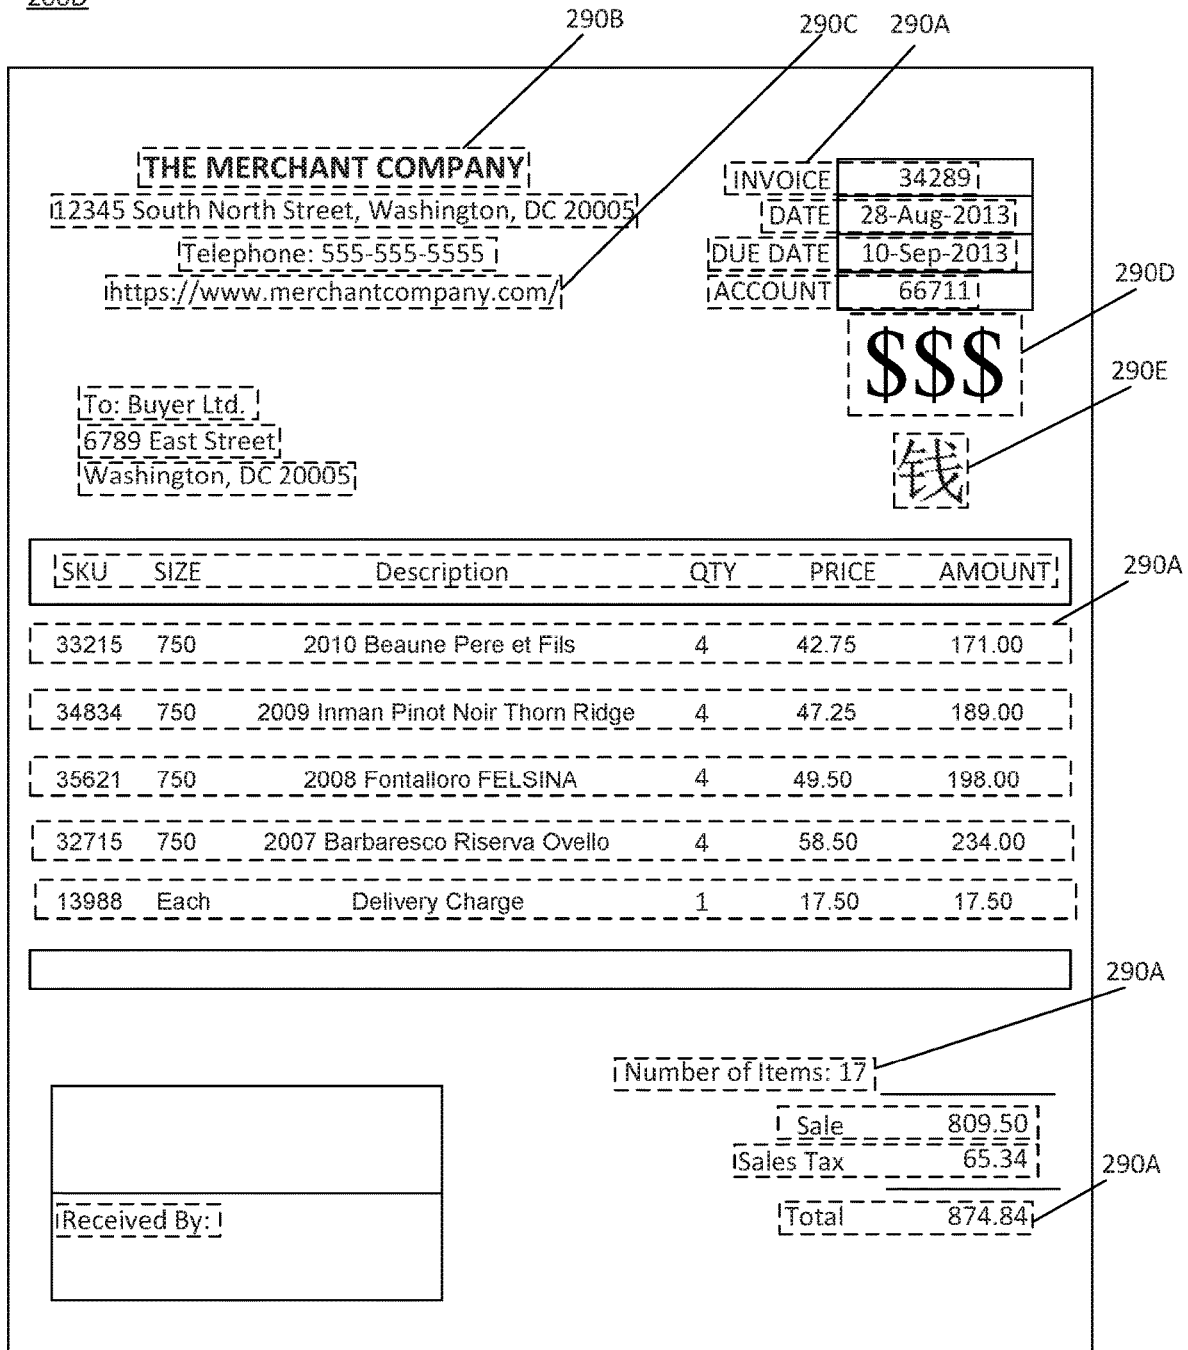 290B
290C 290A
THE MERCHANT COMPANY
12345 South North Street, Washington, DC 20005
Telephone: 555-555-5555
https://www.merchantcompany.com/
INVOICE 34289
DATE 28-Aug-2013
DUE DATE 10-Sep-2013
ACCOUNT 66711
290D
$$$
290E
钱
To: Buyer Ltd.
6789 East Street
Washington, DC 20005
SKU SIZE Description QTY PRICE AMOUNT
290A
33215 750 2010 Beaune Pere et Fils 4 42.75 171.00
34834 750 2009 Inman Pinot Noir Thorn Ridge 4 47.25 189.00
35621 750 2008 Fontalloro FELSINA 4 49.50 198.00
32715 750 2007 Barbaresco Riserva Ovello 4 58.50 234.00
13988 Each Delivery Charge 1 17.50 17.50
290A
Number of Items: 17
Sale 809.50
Sales Tax 65.34
290A
Total 874.84
Received By: